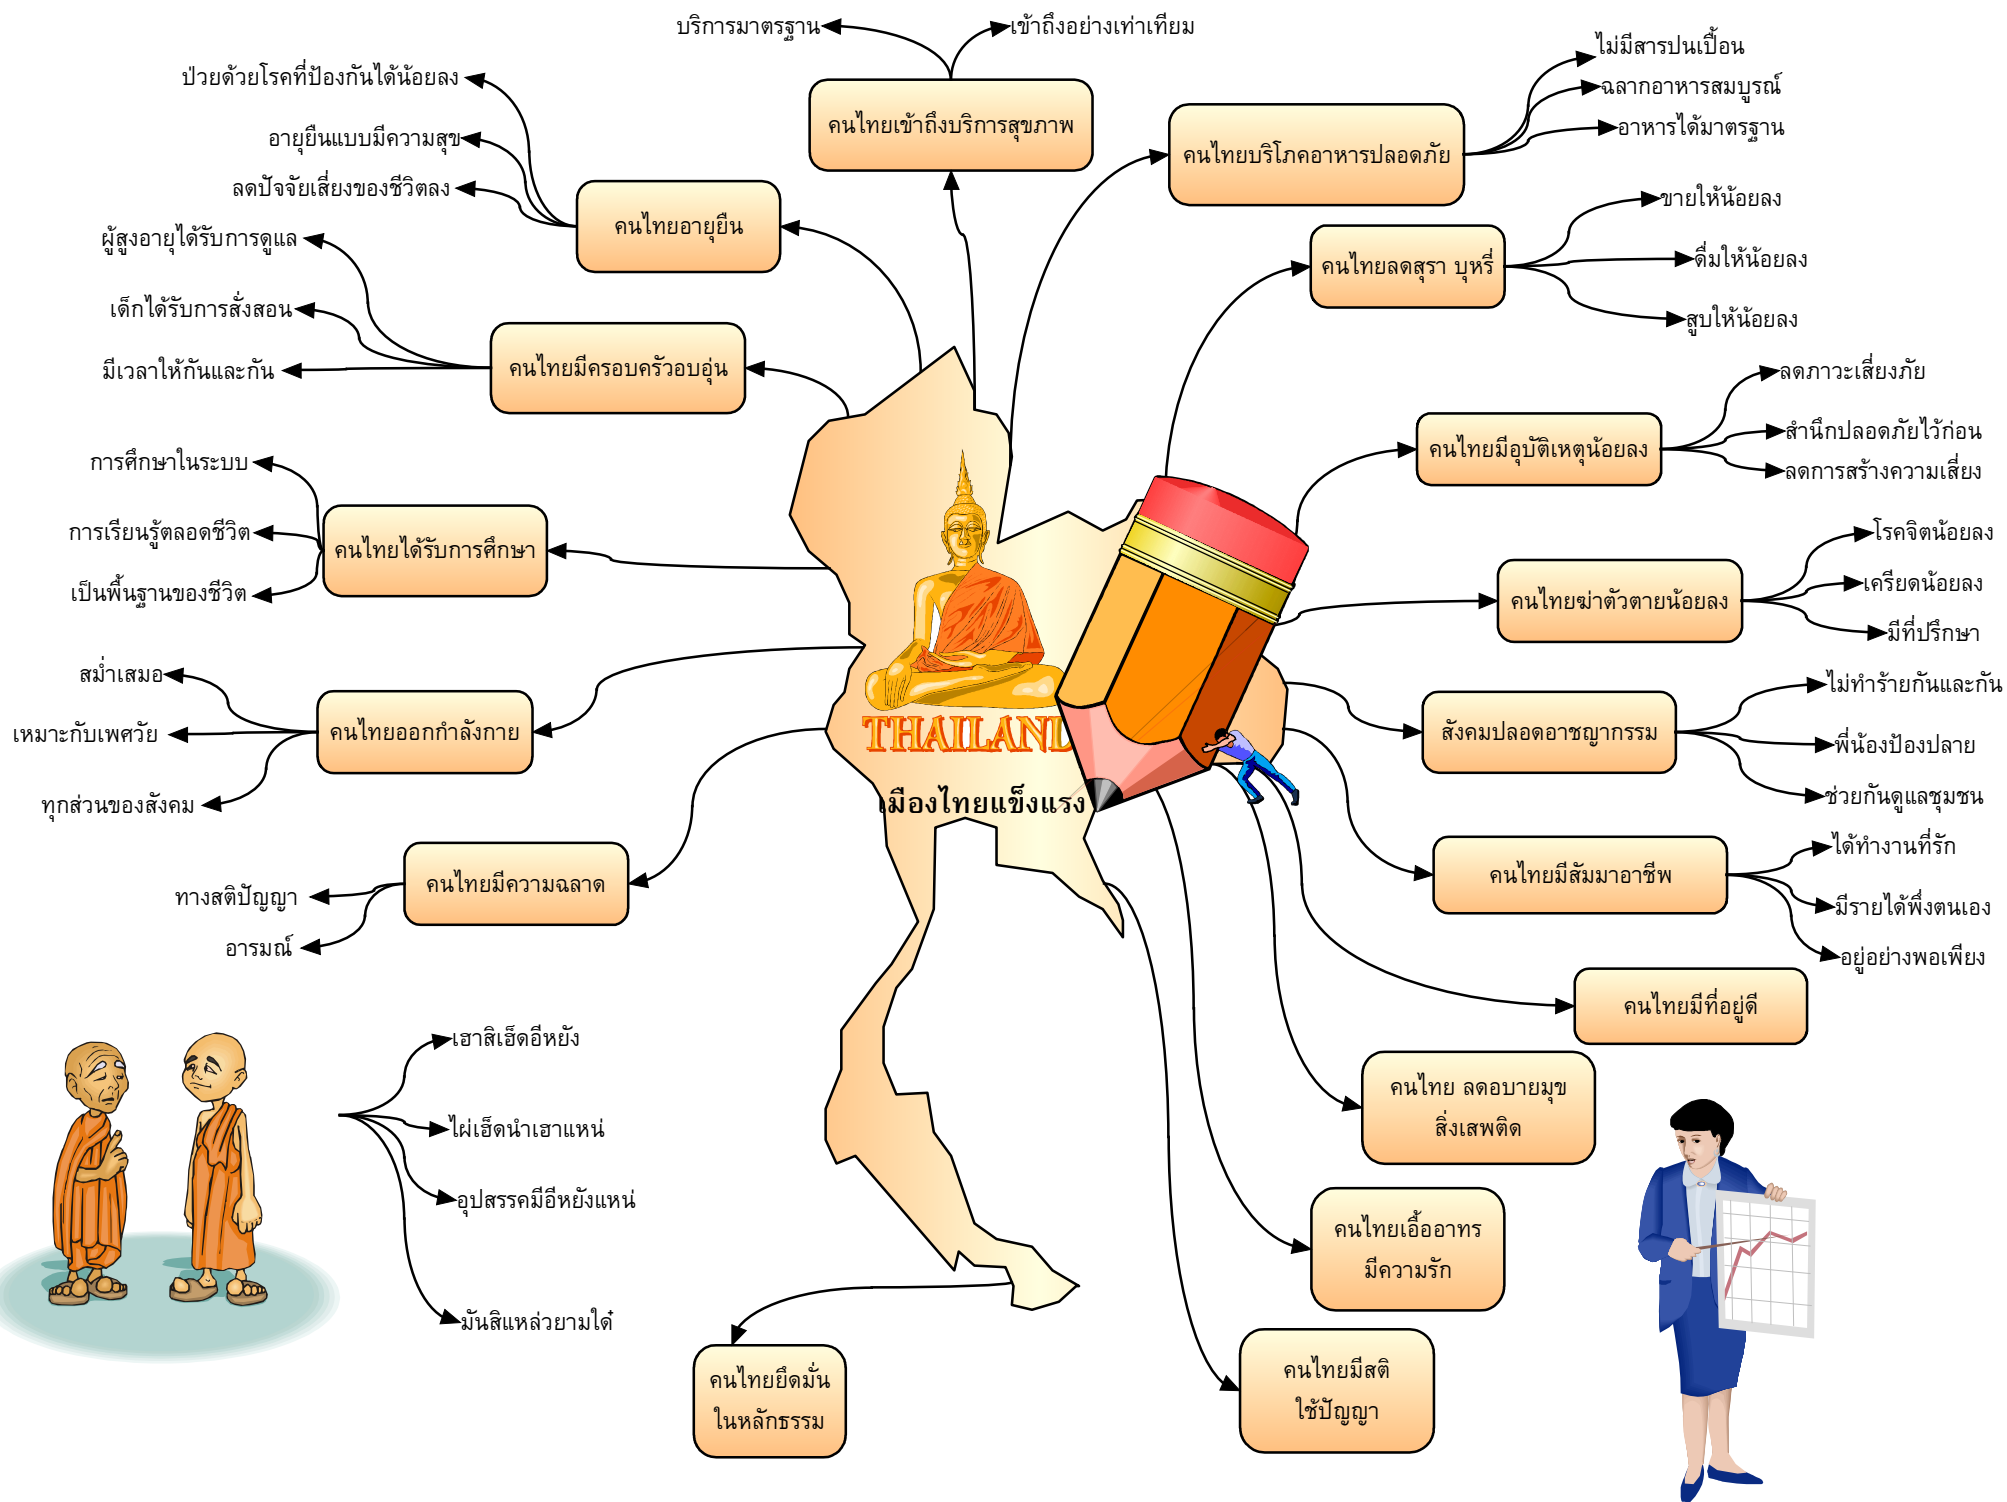 บริการมาตรฐาน
เข้าถึงอย่างเท่าเทียม
คนไทยเข้าถึงบริการสุขภาพ
ป่วยด้วยโรคที่ป้องกันได้น้อยลง
อายุยืนแบบมีความสุข
ลดปัจจัยเสี่ยงของชีวิตลง
คนไทยอายุยืน
ผู้สูงอายุได้รับการดูแล
เด็กได้รับการสั่งสอน
มีเวลาให้กันและกัน
คนไทยมีครอบครัวอบอุ่น
การศึกษาในระบบ
การเรียนรู้ตลอดชีวิต
เป็นพื้นฐานของชีวิต
คนไทยได้รับการศึกษา
สม่ำเสมอ
เหมาะกับเพศวัย
ทุกส่วนของสังคม
คนไทยออกกำลังกาย
ทางสติปัญญา
อารมณ์
คนไทยมีความฉลาด
ไม่มีสารปนเปื้อน
ฉลากอาหารสมบูรณ์
อาหารได้มาตรฐาน
คนไทยบริโภคอาหารปลอดภัย
ขายให้น้อยลง
ดื่มให้น้อยลง
สูบให้น้อยลง
คนไทยลดสุรา บุหรี่
ลดภาวะเสี่ยงภัย
สำนึกปลอดภัยไว้ก่อน
ลดการสร้างความเสี่ยง
คนไทยมีอุบัติเหตุน้อยลง
โรคจิตน้อยลง
เครียดน้อยลง
มีที่ปรึกษา
คนไทยฆ่าตัวตายน้อยลง
ไม่ทำร้ายกันและกัน
พี่น้องป้องปลาย
ช่วยกันดูแลชุมชน
สังคมปลอดอาชญากรรม
ได้ทำงานที่รัก
มีรายได้พึ่งตนเอง
อยู่อย่างพอเพียง
คนไทยมีสัมมาอาชีพ
คนไทยมีที่อยู่ดี
คนไทย ลดอบายมุข
สิ่งเสพติด
คนไทยเอื้ออาทร
มีความรัก
คนไทยมีสติ
ใช้ปัญญา
คนไทยยึดมั่น
ในหลักธรรม
THAILAND
เมืองไทยแข็งแรง
เฮาสิเฮ็ดอีหยัง
ไผ่เฮ็ดนำเฮาแหน่
อุปสรรคมีอีหยังแหน่
มันสิแหล่วยามใด๋